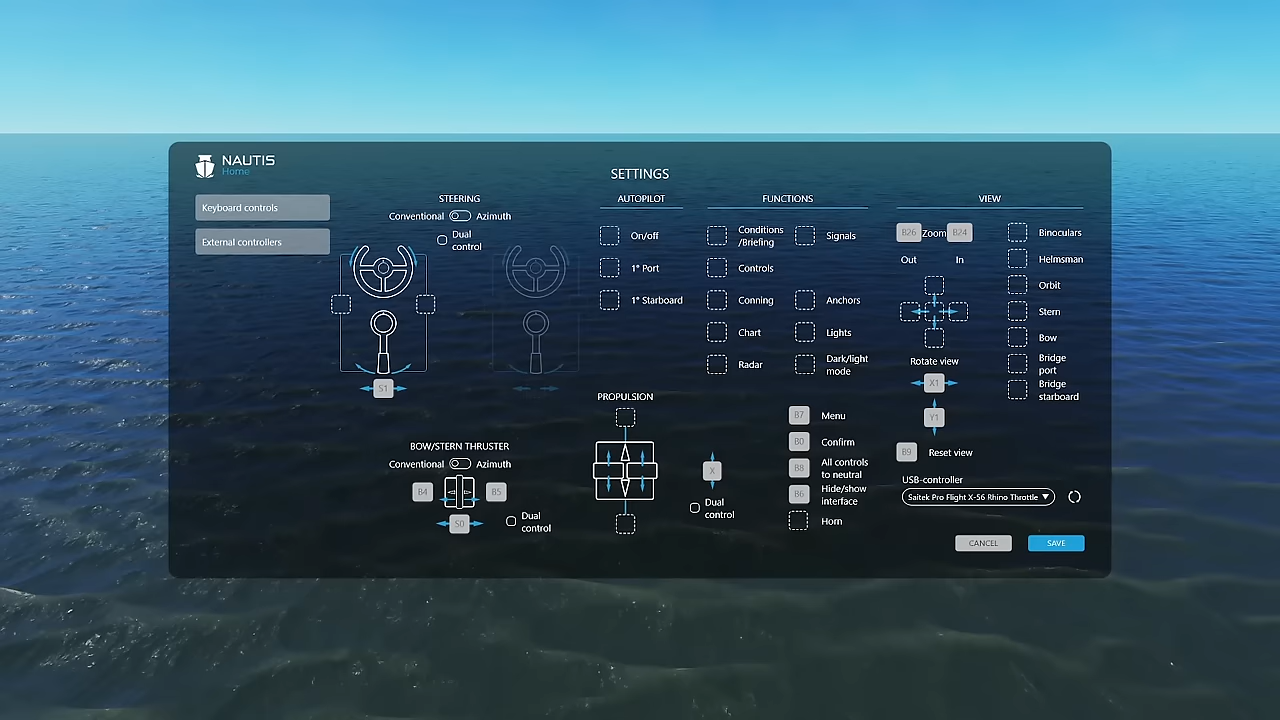 NAUTIS
Home
SETTINGS
Keyboard controls
External controllers
STEERING
Conventional Azimuth
Dual
control
S1
BOW/STERN THRUSTER
Conventional Azimuth
B4 B5
S0
Dual
control
AUTOPILOT
On/off
1° Port
1° Starboard
PROPULSION
X
Dual
control
FUNCTIONS
Conditions
/Briefing
Signals
Controls
Conning
Anchors
Chart
Lights
Radar
Dark/light
mode
B7 Menu
B0 Confirm
B8 All controls
to neutral
B6 Hide/show
interface
Horn
VIEW
B26 Zoom B24
Out In
Rotate view
X1
Y1
B9 Reset view
Binoculars
Helmsman
Orbit
Stern
Bow
Bridge
port
Bridge
starboard
USB-controller
Saitek Pro Flight X-56 Rhino Throttle
CANCEL SAVE